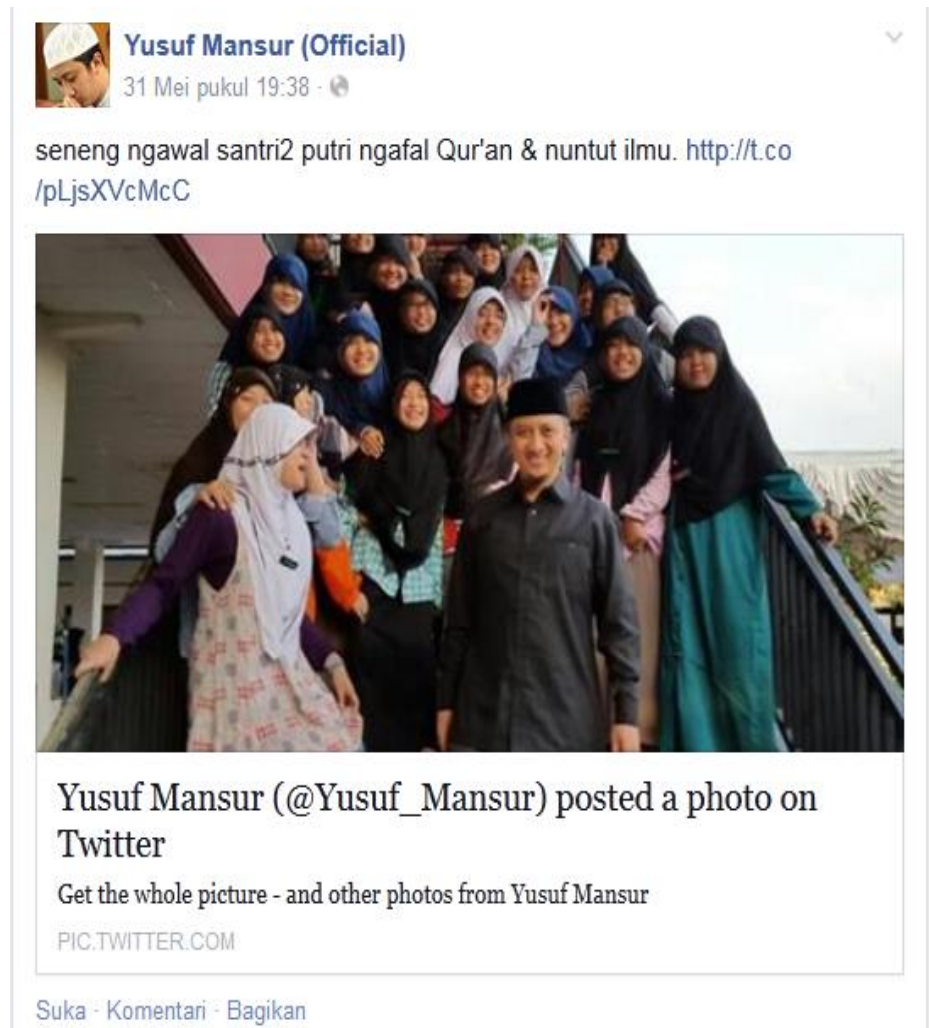 Yusuf Mansur (Official)
31 Mei pukul 19:38 ·
seneng ngawal santri2 putri ngafal Qur'an & nuntut ilmu. http://t.co
/pLjsXVcMcC
Yusuf Mansur (@Yusuf_Mansur) posted a photo on
Twitter
Get the whole picture - and other photos from Yusuf Mansur
PIC.TWITTER.COM
Suka · Komentari · Bagikan